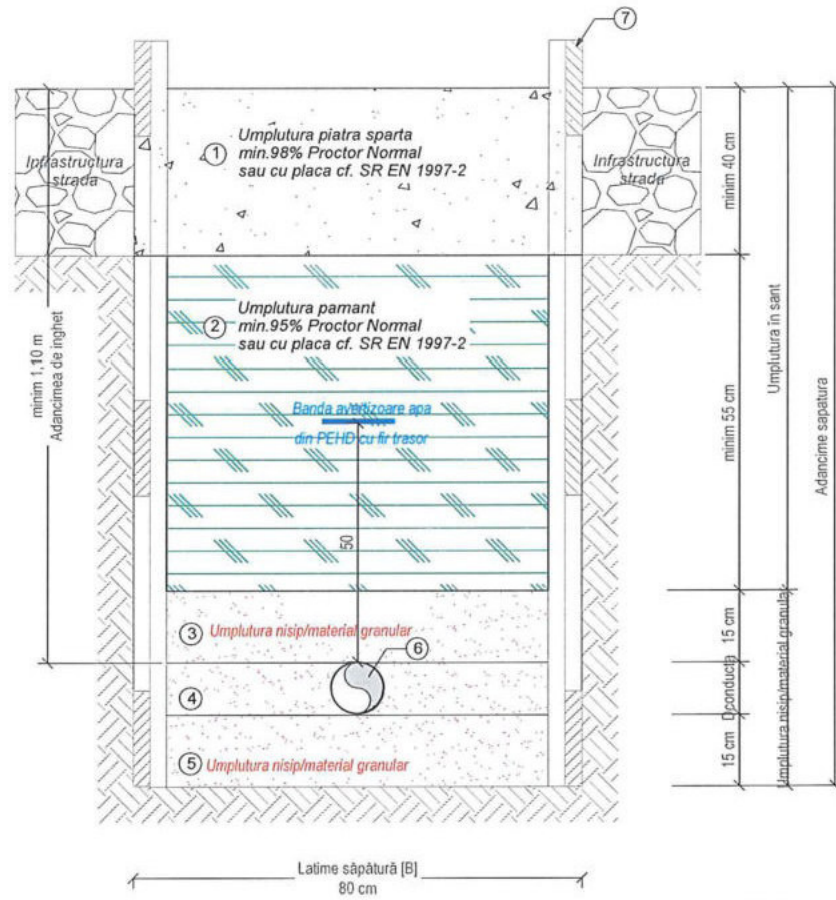 7
1
Umplutura piatra sparta
min.98% Proctor Normal
sau cu placa cf. SR EN 1997-2
Infrastructura
strada
Infrastructura
strada
minim 40 cm
2
Umplutura pamant
min.95% Proctor Normal
sau cu placa cf. SR EN 1997-2
minim 1,10 m
Adancimea de inghet
Banda avertizoare apa
din PEHD cu fir trasor
50
minim 55 cm
Umplutura în sant
Adancime sapatura
3
Umplutura nisip/material granular
6
4
5
Umplutura nisip/material granular
15 cm
Dconducta
15 cm
Umplutura nisip/material granular
Latime săpătură [B]
80 cm